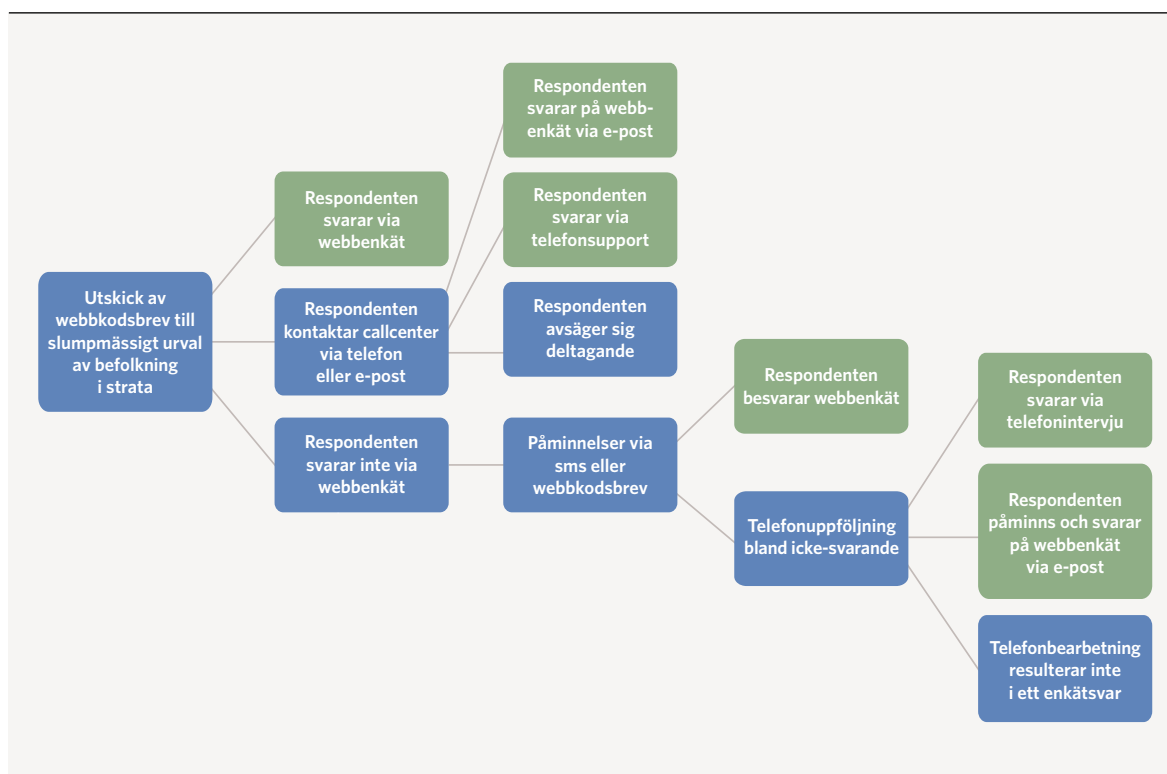 Utskick av
webbkodsbrev till
slumpmässigt urval
av befolkning
i strata
Respondenten
svarar via
webbenkät
Respondenten
kontaktar callcenter
via telefon
eller e-post
Respondenten
svarar inte via
webbenkät
Respondenten
svarar på webb-
enkät via e-post
Respondenten
svarar via
telefonsupport
Respondenten
avsäger sig
deltagande
Påminnelser via
sms eller
webbkodsbrev
Respondenten
besvarar webbenkät
Telefonuppföljning
bland icke-svarande
Respondenten
svarar via
telefonintervju
Respondenten
påminns och svarar
på webbenkät
via e-post
Telefonbearbetning
resulterar inte
i ett enkätsvar